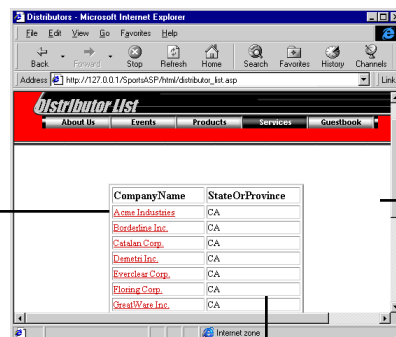 Distributors - Microsoft Internet Explorer
File Edit View Go Favorites Help
Back Forward Stop Refresh Home Search Favorites History Channels
Address http://127.0.0.1/SportsASP/html/distributor_list.asp Link
Distributor List
About Us Events Products Services Guestbook
CompanyName StateOrProvince
Acme Industries CA
Borderline Inc. CA
Catalan Corp. CA
Demetri Inc. CA
Everclear Corp. CA
Floring Corp. CA
GreatWare Inc. CA
Internet zone